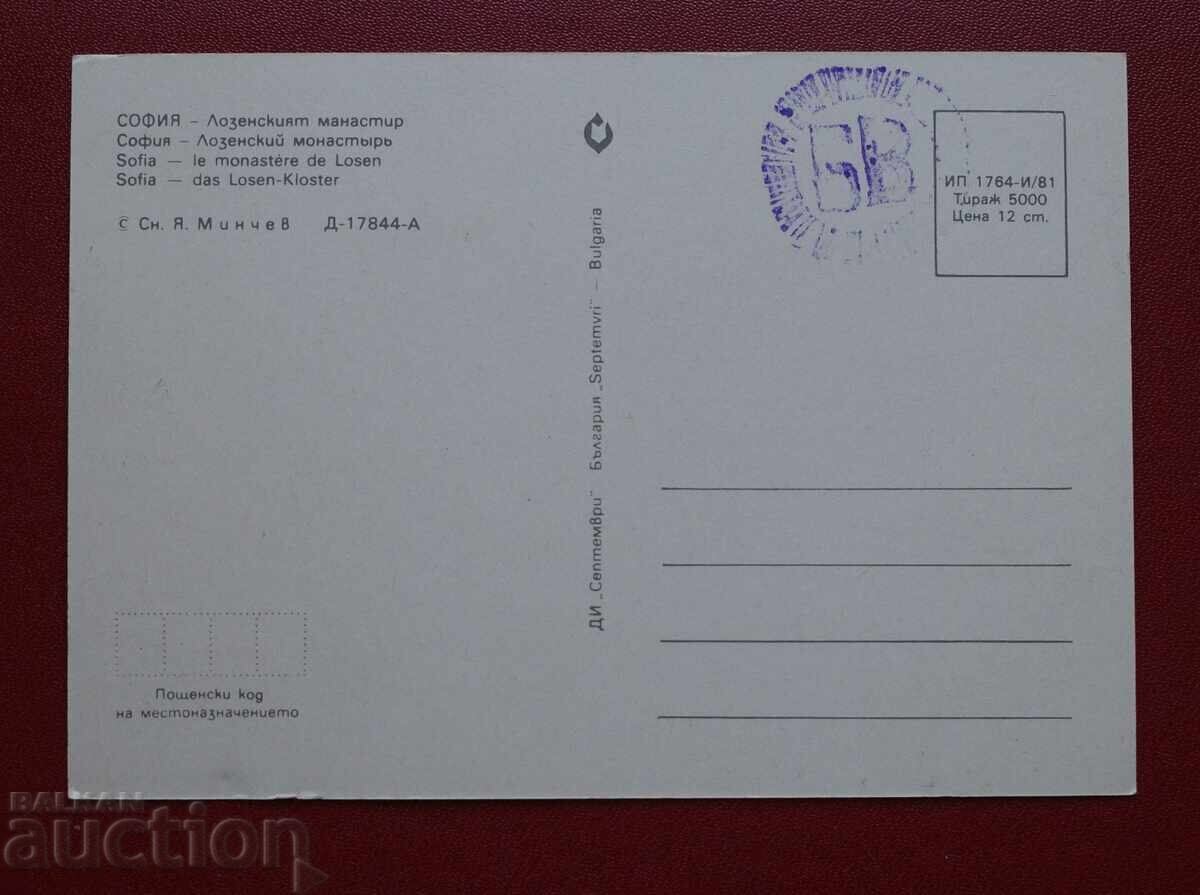 СОФИЯ – Лозенският манастир
София – Лозенский монастырь
Sofia — le monastére de Losen
Sofia — das Losen-Kloster
© Сн. Я. Минчев Д-17844-А
Пощенски код
на местоназначението
ДИ „Септември" България „Septemvri" – Bulgaria
БВ
ИП 1764-И/81
Тираж 5000
Цена 12 ст.
BALKAN
auction